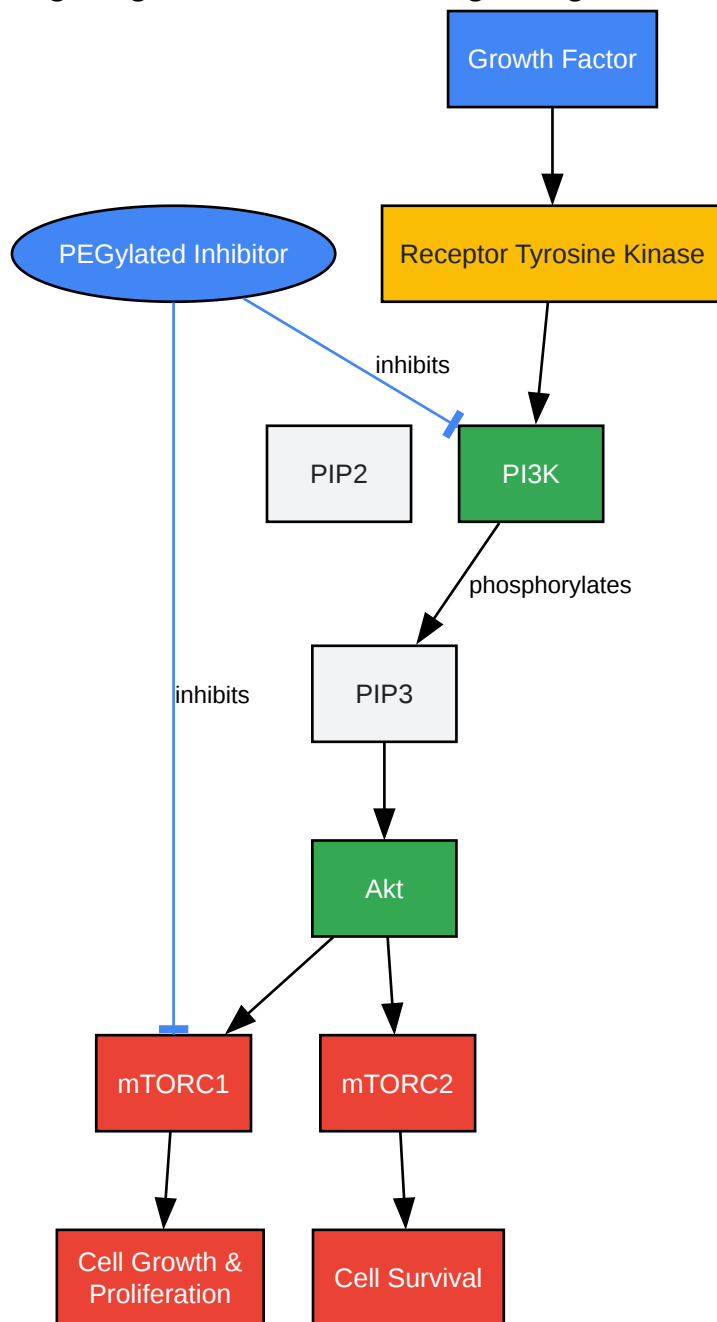 Growth Factor
PEGylated Inhibitor
Receptor Tyrosine Kinase
inhibits
PIP2
PI3K
phosphorylates
PIP3
inhibits
Akt
mTORC1
mTORC2
Cell Growth &
Proliferation
Cell Survival